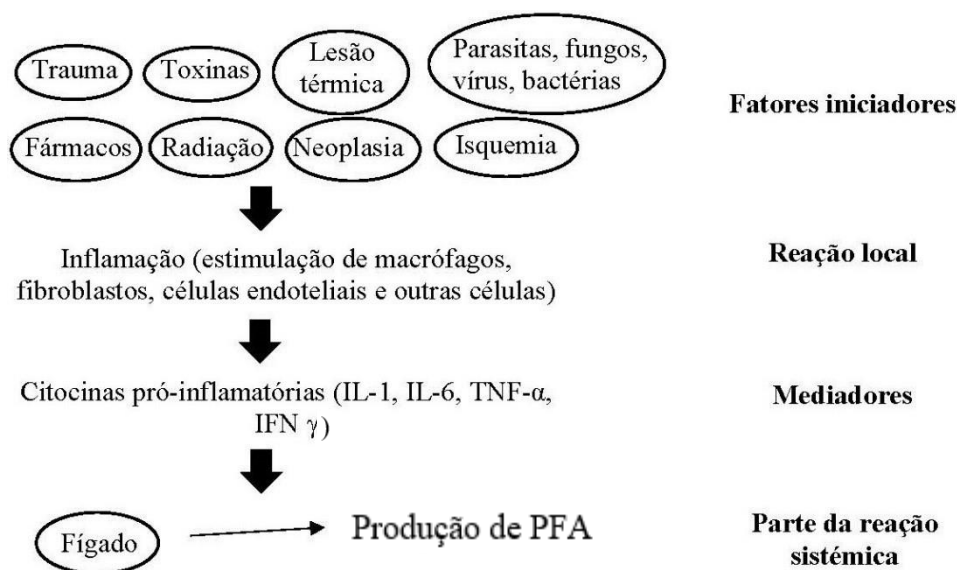 Trauma
Toxinas
Lesão
térmica
Parasitas, fungos,
vírus, bactérias
Fármacos
Radiação
Neoplasia
Isquemia
Fatores iniciadores
Inflamação (estimulação de macrófagos,
fibroblastos, células endoteliais e outras células)
Reação local
Citocinas pró-inflamatórias (IL-1, IL-6, TNF-α,
IFN γ)
Mediadores
Fígado
Produção de PFA
Parte da reação
sistémica